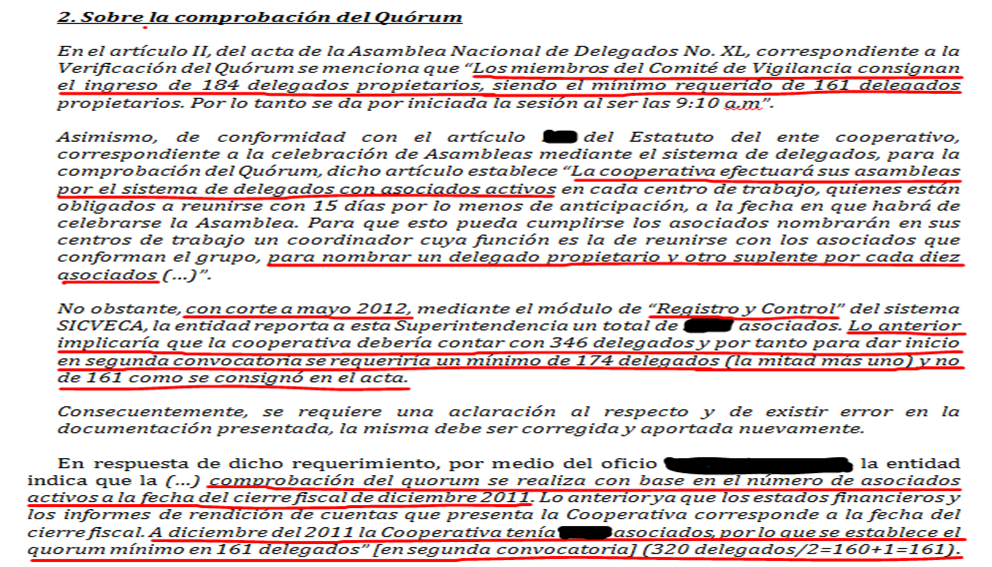 2. Sobre la comprobación del Quórum
En el artículo II, del acta de la Asamblea Nacional de Delegados No. XL, correspondiente a la
Verificación del Quórum se menciona que “Los miembros del Comité de Vigilancia consignan
el ingreso de 184 delegados propietarios, siendo el mínimo requerido de 161 delegados
propietarios. Por lo tanto se da por iniciada la sesión al ser las 9:10 a.m”.
Asimismo, de conformidad con el artículo del Estatuto del ente cooperativo,
correspondiente a la celebración de Asambleas mediante el sistema de delegados, para la
comprobación del Quórum, dicho artículo establece “La cooperativa efectuará sus asambleas
por el sistema de delegados con asociados activos en cada centro de trabajo, quienes están
obligados a reunirse con 15 días por lo menos de anticipación, a la fecha en que habrá de
celebrarse la Asamblea. Para que esto pueda cumplirse los asociados nombrarán en sus
centros de trabajo un coordinador cuya función es la de reunirse con los asociados que
conforman el grupo, para nombrar un delegado propietario y otro suplente por cada diez
asociados (...)”.
No obstante, con corte a mayo 2012, mediante el módulo de “Registro y Control” del sistema
SICVECA, la entidad reporta a esta Superintendencia un total de asociados. Lo anterior
implicaría que la cooperativa debería contar con 346 delegados y por tanto para dar inicio
en segunda convocatoria se requeriría un mínimo de 174 delegados (la mitad más uno) y no
de 161 como se consignó en el acta.
Consecuentemente, se requiere una aclaración al respecto y de existir error en la
documentación presentada, la misma debe ser corregida y aportada nuevamente.
En respuesta de dicho requerimiento, por medio del oficio la entidad
indica que la (...) comprobación del quorum se realiza con base en el número de asociados
activos a la fecha del cierre fiscal de diciembre 2011. Lo anterior ya que los estados financieros y
los informes de rendición de cuentas que presenta la Cooperativa corresponde a la fecha del
cierre fiscal. A diciembre del 2011 la Cooperativa tenía asociados, por lo que se establece el
quorum mínimo en 161 delegados” [en segunda convocatoria] (320 delegados/2=160+1=161).